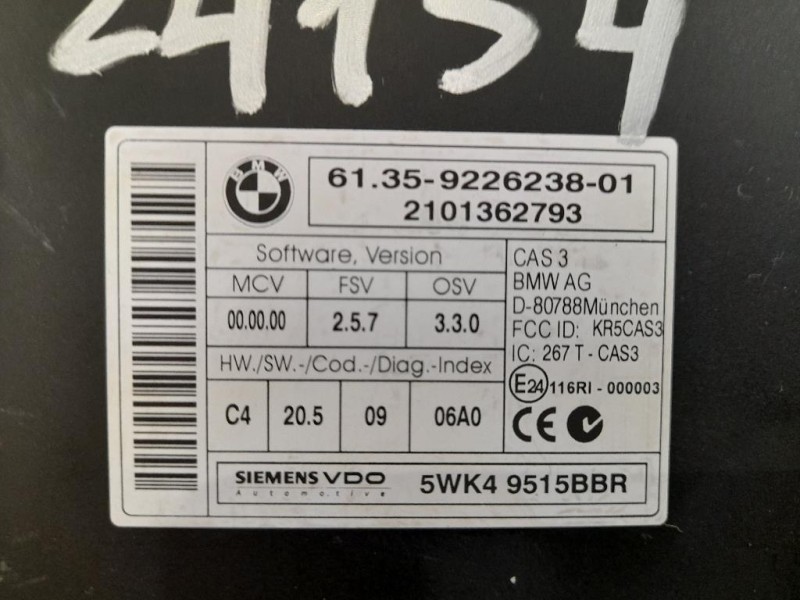 BMW
61.35-9226238-01
2101362793
Software, Version
MCV FSV OSV
00.00.00 2.5.7 3.3.0
HW./SW.-/Cod.-/Diag.-Index
C4 20.5 09 06A0
CAS 3
BMW AG
D-80788München
FCC ID: KR5CAS3
IC: 267 T - CAS3
E24 116RI - 000003
CE
SIEMENS VDO
Automotive
5WK4 9515BBR